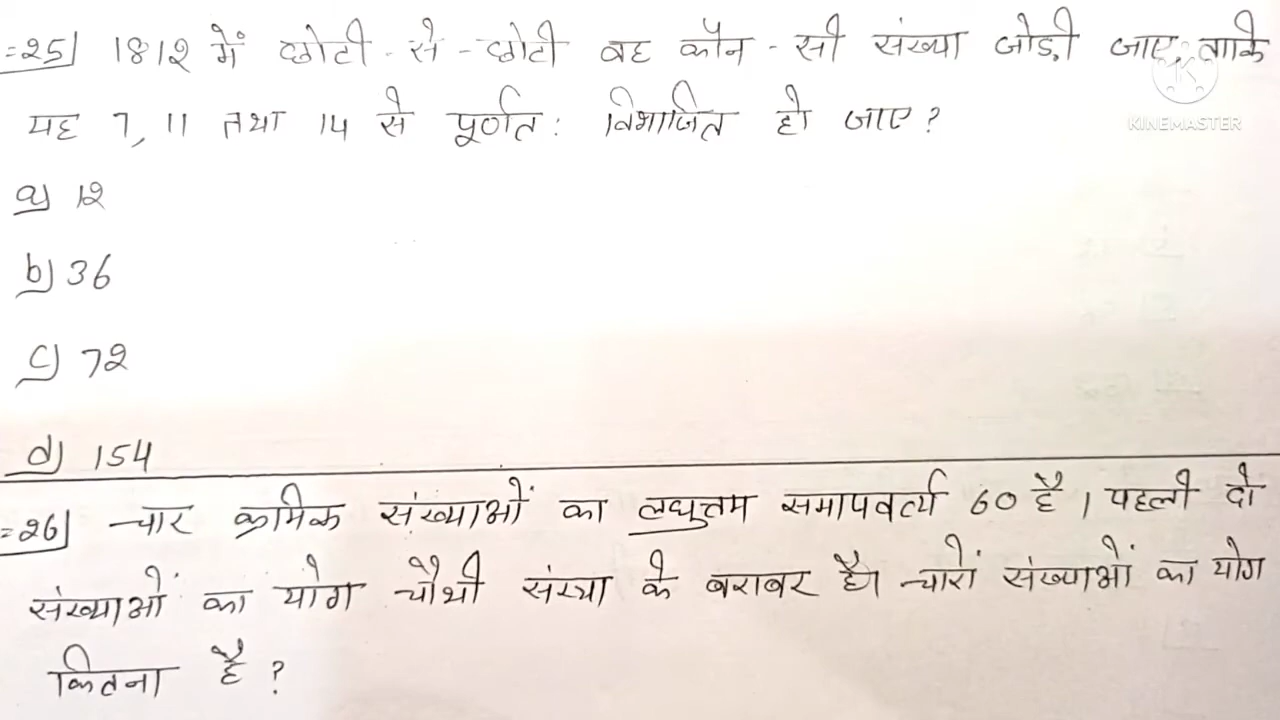 =25) 1812 में छोटी-से-छोटी वह कौन-सी संख्या जोड़ी जाए, ताकि
यह 7, 11 तथा 14 से पूर्णत: विभाजित हो जाए?
KINEMASTER
a) 12
b) 36
c) 72
d) 154
=26) चार क्रमिक संख्याओं का लघुत्तम समापवर्त्य 60 है। पहली दो
संख्याओं का योग चौथी संख्या के बराबर है। चारों संख्याओं का योग
कितना है?